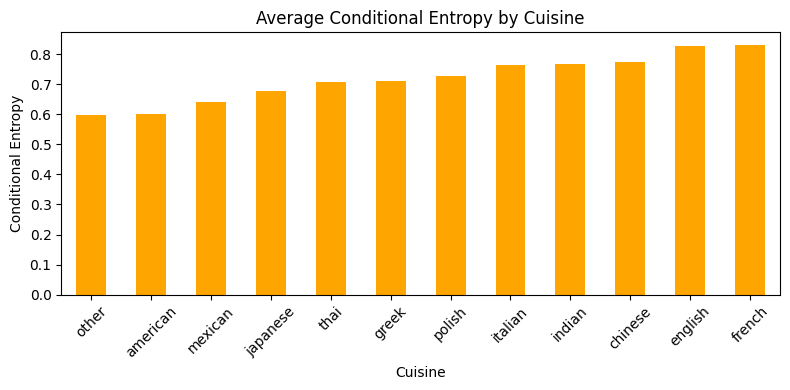 Average Conditional Entropy by Cuisine
Conditional Entropy
0.8
0.7
0.6
0.5
0.4
0.3
0.2
0.1
0.0
other
american
mexican
japanese
thai
greek
polish
italian
indian
chinese
english
french
Cuisine